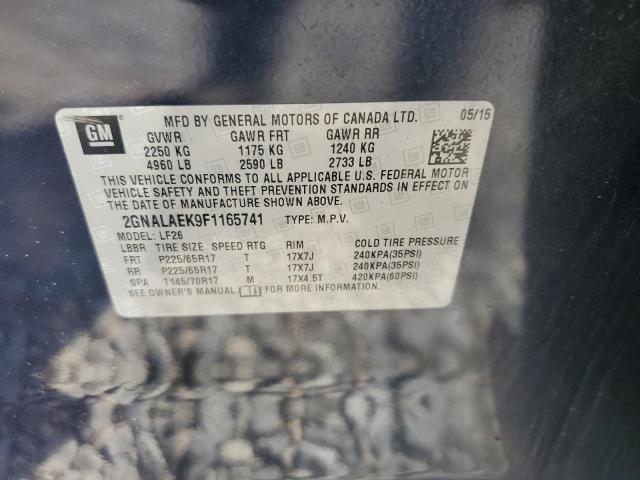 GM
MFD BY GENERAL MOTORS OF CANADA LTD. 05/15
GVWR GAWR FRT GAWR RR
2250 KG 1175 KG 1240 KG
4960 LB 2590 LB 2733 LB
THIS VEHICLE CONFORMS TO ALL APPLICABLE U.S. FEDERAL MOTOR
VEHICLE SAFETY AND THEFT PREVENTION STANDARDS IN EFFECT ON
THE DATE OF MANUFACTURE SHOWN ABOVE.
2GNALAEK9F1165741 TYPE: M.P.V.
MODEL: LF26
LBBR TIRE SIZE SPEED RTG RIM COLD TIRE PRESSURE
FRT P225/65R17 T 17X7J 240KPA(35PSI)
RR P225/65R17 T 17X7J 240KPA(35PSI)
SPA T145/70R17 M 17X4.5T 420KPA(60PSI)
SEE OWNER'S MANUAL FOR MORE INFORMATION.